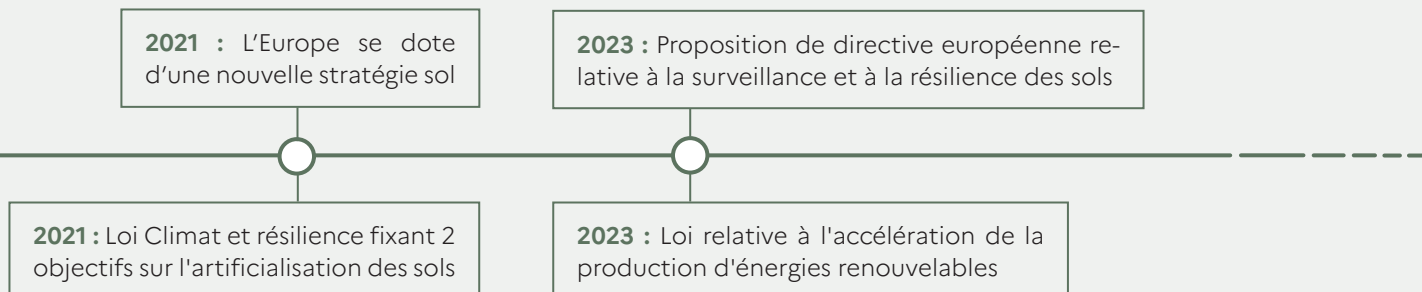 2021 : L’Europe se dote
d’une nouvelle stratégie sol
2023 : Proposition de directive européenne re-
lative à la surveillance et à la résilience des sols
2021 : Loi Climat et résilience fixant 2
objectifs sur l'artificialisation des sols
2023 : Loi relative à l'accélération de la
production d'énergies renouvelables